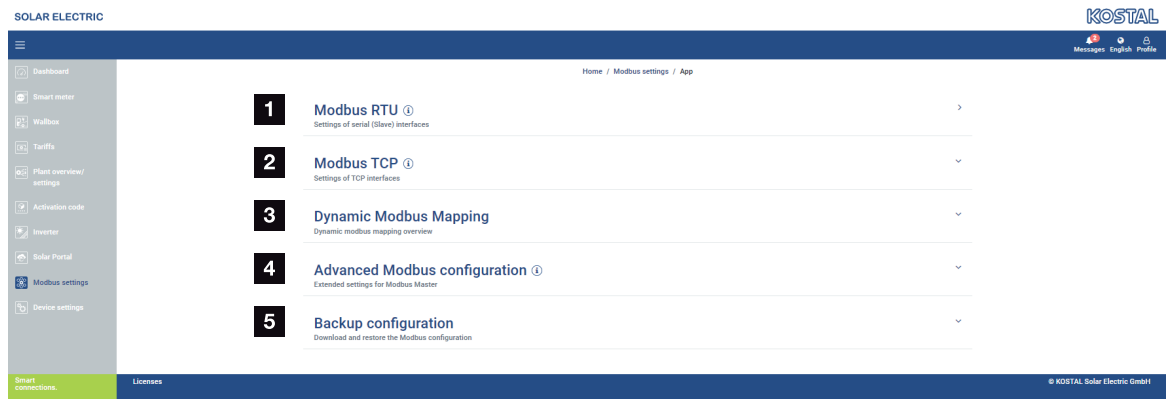 SOLAR ELECTRIC
KOSTAL
2
Messages English Profile
Dashboard
Smart meter
Wallbox
Tariffs
Plant overview/
settings
Activation code
Inverter
Solar Portal
Modbus settings
Device settings
Home / Modbus settings / App
1
Modbus RTU
Settings of serial (Slave) interfaces
2
Modbus TCP
Settings of TCP interfaces
3
Dynamic Modbus Mapping
Dynamic modbus mapping overview
4
Advanced Modbus configuration
Extended settings for Modbus Master
5
Backup configuration
Download and restore the Modbus configuration
Smart
connections.
Licenses
© KOSTAL Solar Electric GmbH